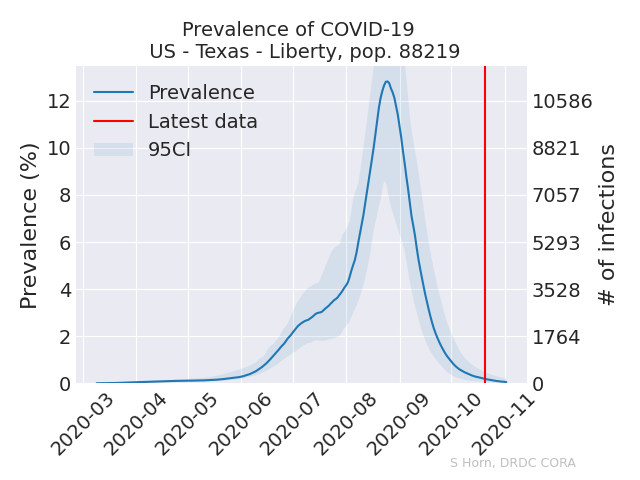 Prevalence of COVID-19
US - Texas - Liberty, pop. 88219
Prevalence
Latest data
95CI
Prevalence (%)
12
10
8
6
4
2
0
10586
8821
7057
5293
3528
1764
0
# of infections
2020-03
2020-04
2020-05
2020-06
2020-07
2020-08
2020-09
2020-10
2020-11
S Horn, DRDC CORA